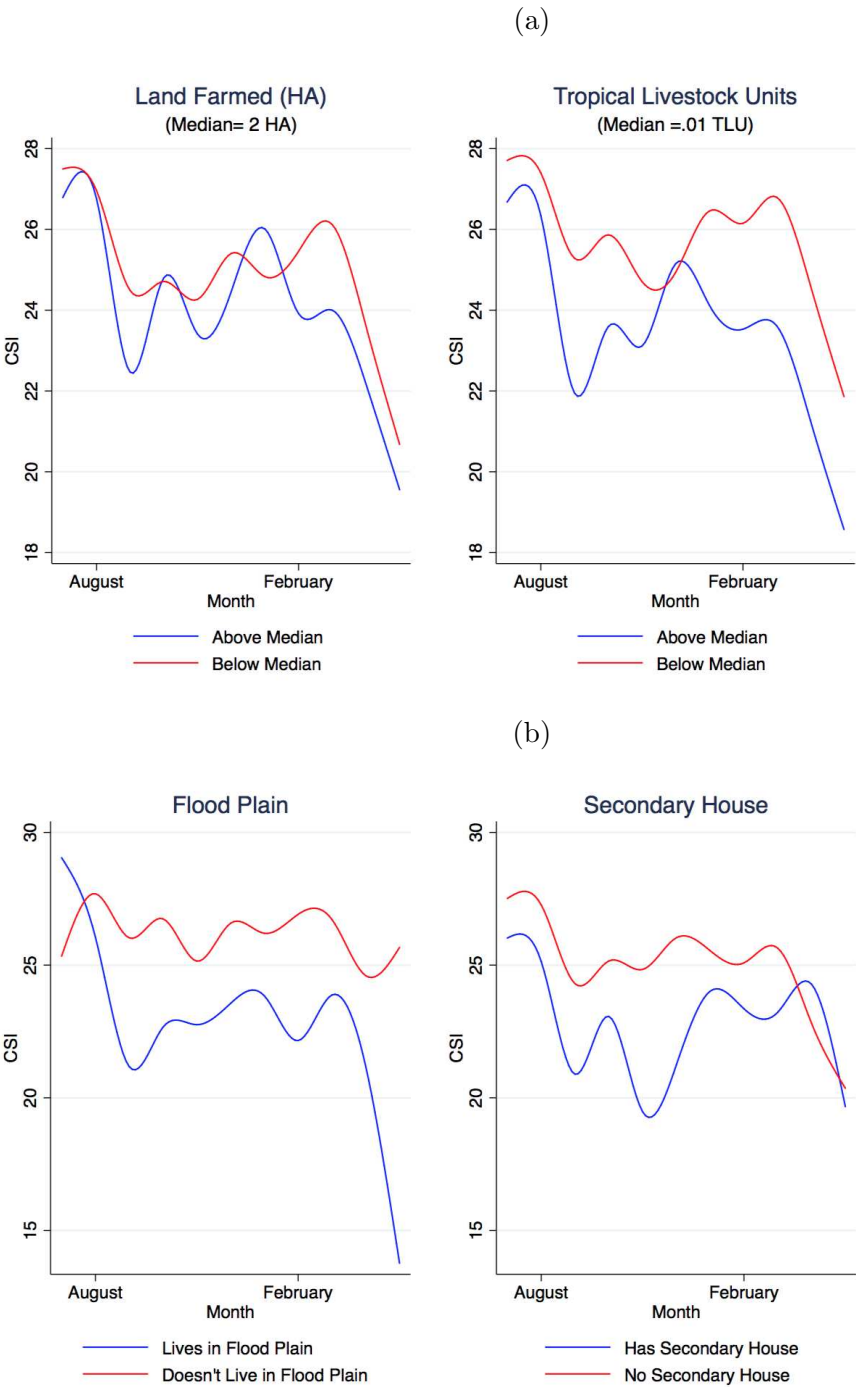 (a)
Land Farmed (HA)
(Median= 2 HA)
CSI
28
26
24
22
20
18
August
February
Month
Above Median
Below Median
Tropical Livestock Units
(Median =.01 TLU)
CSI
28
26
24
22
20
18
August
February
Month
Above Median
Below Median
(b)
Flood Plain
CSI
30
25
20
15
August
February
Month
Lives in Flood Plain
Doesn't Live in Flood Plain
Secondary House
CSI
30
25
20
15
August
February
Month
Has Secondary House
No Secondary House